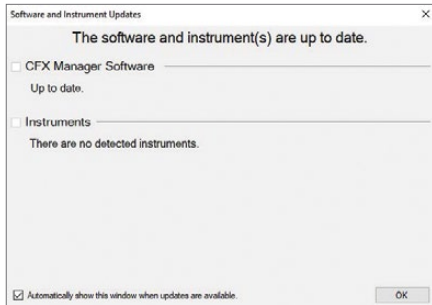 Software and Instrument Updates
The software and instrument(s) are up to date.
CFX Manager Software
Up to date.
Instruments
There are no detected instruments.
Automatically show this window when updates are available.
OK